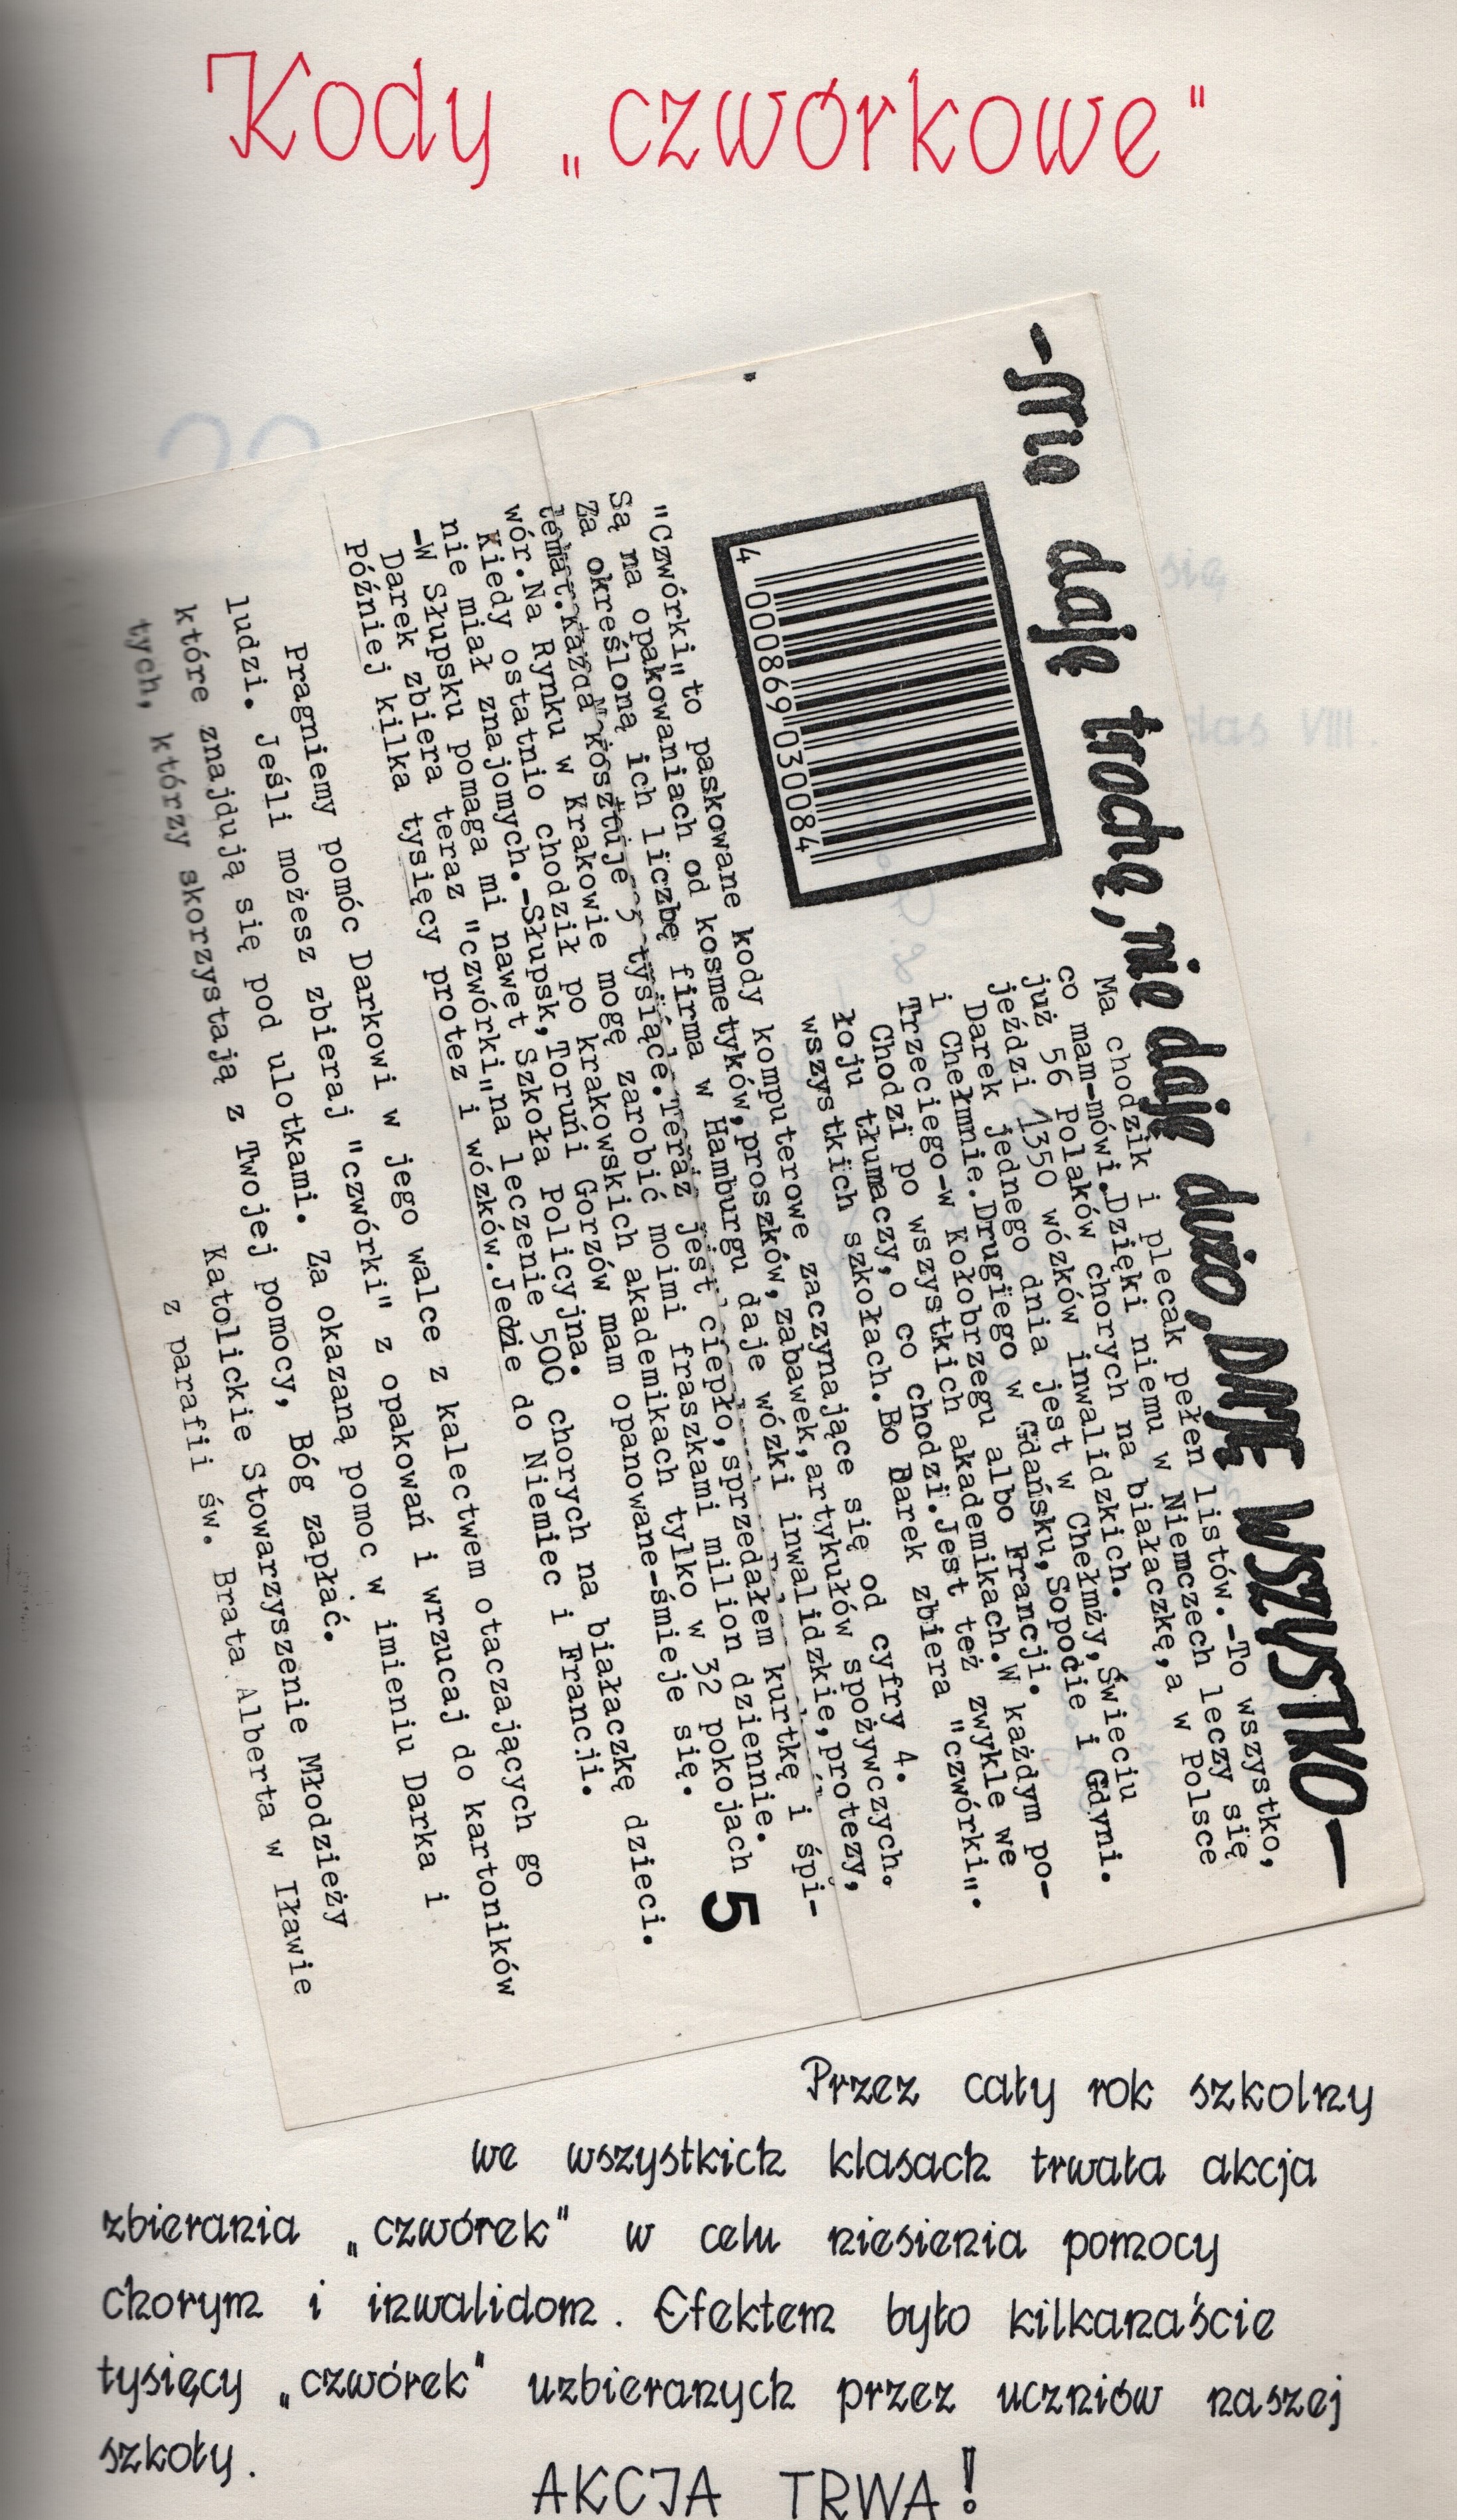 Kody „czwórkowe"
-Nie daję trochę, nie daję dużo, DAJĘ WSZYSTKO-
Ma chodzik i plecak pełen listów.-To wszystko,
co mam-mówi.Dzięki niemu w Niemczech leczy się
już 56 Polaków chorych na białaczkę,a w Polsce
jeździ 1350 wózków inwalidzkich.
Darek jednego dnia jest w Chełmży,Świeciu
i Chełmnie.Drugiego w Gdańsku,Sopocie i Gdyni.
Trzeciego-w Kołobrzegu albo Francji.
Chodzi po wszystkich akademikach.W każdym po-
łoju tłumaczy,o co chodzi.Jest też zwykle we
wszystkich szkołach.Bo Darek zbiera "czwórki".
4 000869 030084
"Czwórki"to paskowane kody komputerowe zaczynające się od cyfry 4.
Są na opakowaniach od kosmetyków,proszków,zabawek,artykułów spożywczych.
Za określoną ich liczbę firma w Hamburgu daje wózki inwalidzkie,protezy,
temat.Każda kosztuje 3 tysiące.Teraz jest ciepło,sprzedałem kurtkę i śpi-
wór.Na Rynku w Krakowie mogę zarobić moimi fraszkami milion dziennie.
Kiedy ostatnio chodził po krakowskich akademikach tylko w 32 pokojach
nie miał znajomych.-Słupsk,Toruń Gorzów mam opanowane-śmieje się.
-W Słupsku pomaga mi nawet Szkoła Policyjna.
Darek zbiera teraz "czwórki"na leczenie 500 chorych na białaczkę dzieci.
Później kilka tysięcy protez i wózków.Jedzie do Niemiec i Francji.
5
Pragniemy pomóc Darkowi w jego walce z kalectwem otaczających go
ludzi. Jeśli możesz zbieraj "czwórki" z opakowań i wrzucaj do kartoników
które znajdują się pod ulotkami. Za okazaną pomoc w imieniu Darka i
tych, którzy skorzystają z Twojej pomocy, Bóg zapłać.
Katolickie Stowarzyszenie Młodzieży
z parafii św. Brata Alberta w Iławie
Przez cały rok szkolny
we wszystkich klasach trwała akcja
zbierania „czwórek" w celu niesienia pomocy
chorym i inwalidom. Efektem było kilkanaście
tysięcy „czwórek" uzbieranych przez uczniów naszej
szkoły.
AKCJA TRWA!